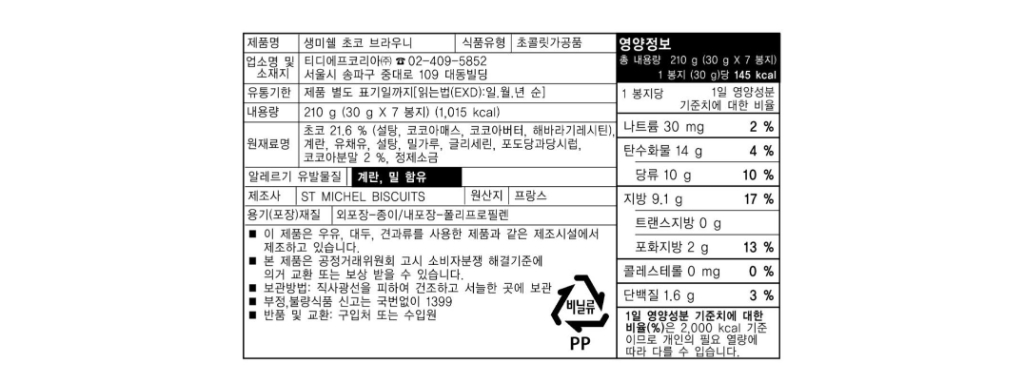 제품명 생미쉘 초코 브라우니 식품유형 초콜릿가공품
업소명 및 소재지 티디에프코리아㈜ ☎ 02-409-5852
서울시 송파구 중대로 109 대동빌딩
유통기한 제품 별도 표기일까지[읽는법(EXD):일,월,년 순]
내용량 210 g (30 g X 7 봉지) (1,015 kcal)
원재료명 초코 21.6 % (설탕, 코코아매스, 코코아버터, 해바라기레시틴),
계란, 유채유, 설탕, 밀가루, 글리세린, 포도당과당시럽,
코코아분말 2 %, 정제소금
알레르기 유발물질 계란, 밀 함유
제조사 ST MICHEL BISCUITS 원산지 프랑스
용기(포장)재질 외포장-종이/내포장-폴리프로필렌
■ 이 제품은 우유, 대두, 견과류를 사용한 제품과 같은 제조시설에서
제조하고 있습니다.
■ 본 제품은 공정거래위원회 고시 소비자분쟁 해결기준에
의거 교환 또는 보상 받을 수 있습니다.
■ 보관방법: 직사광선을 피하여 건조하고 서늘한 곳에 보관
■ 부정,불량식품 신고는 국번없이 1399
■ 반품 및 교환: 구입처 또는 수입원
비닐류
PP
영양정보
총 내용량 210 g (30 g X 7 봉지)
1 봉지 (30 g)당 145 kcal
1 봉지당 1일 영양성분
기준치에 대한 비율
나트륨 30 mg 2 %
탄수화물 14 g 4 %
당류 10 g 10 %
지방 9.1 g 17 %
트랜스지방 0 g
포화지방 2 g 13 %
콜레스테롤 0 mg 0 %
단백질 1.6 g 3 %
1일 영양성분 기준치에 대한
비율(%)은 2,000 kcal 기준
이므로 개인의 필요 열량에
따라 다를 수 있습니다.